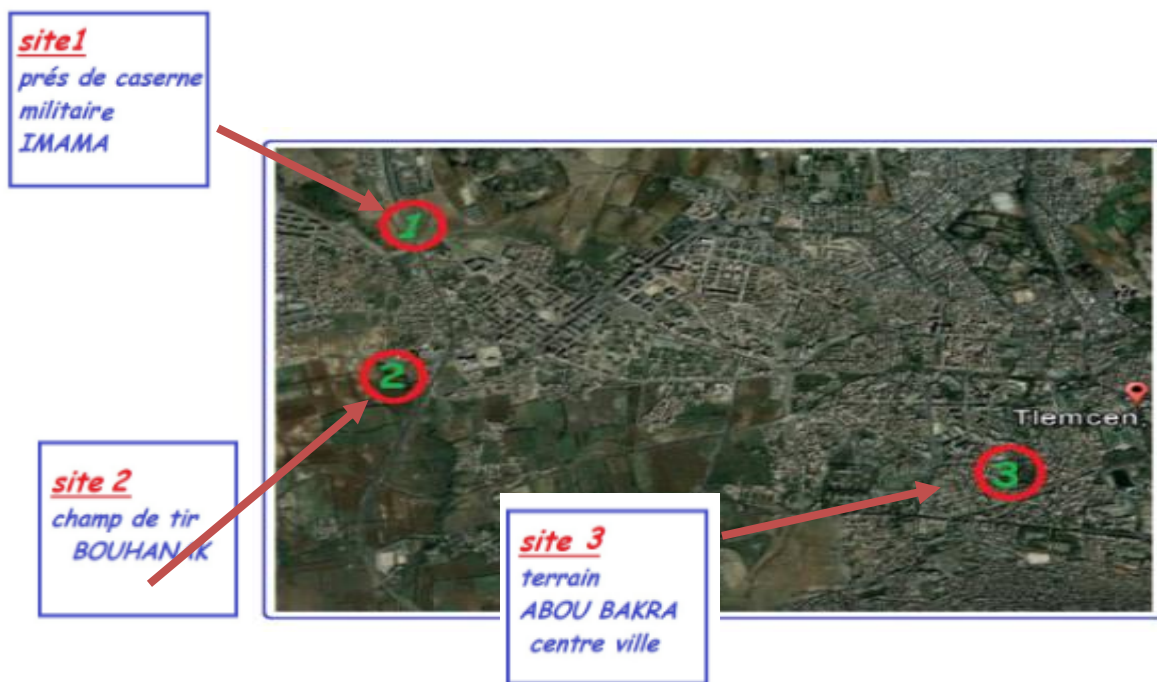 site1
prés de caserne
militaire
IMAMA
1
2
Tlemcen
3
site 2
champ de tir
BOUHANAK
site 3
terrain
ABOU BAKRA
centre ville